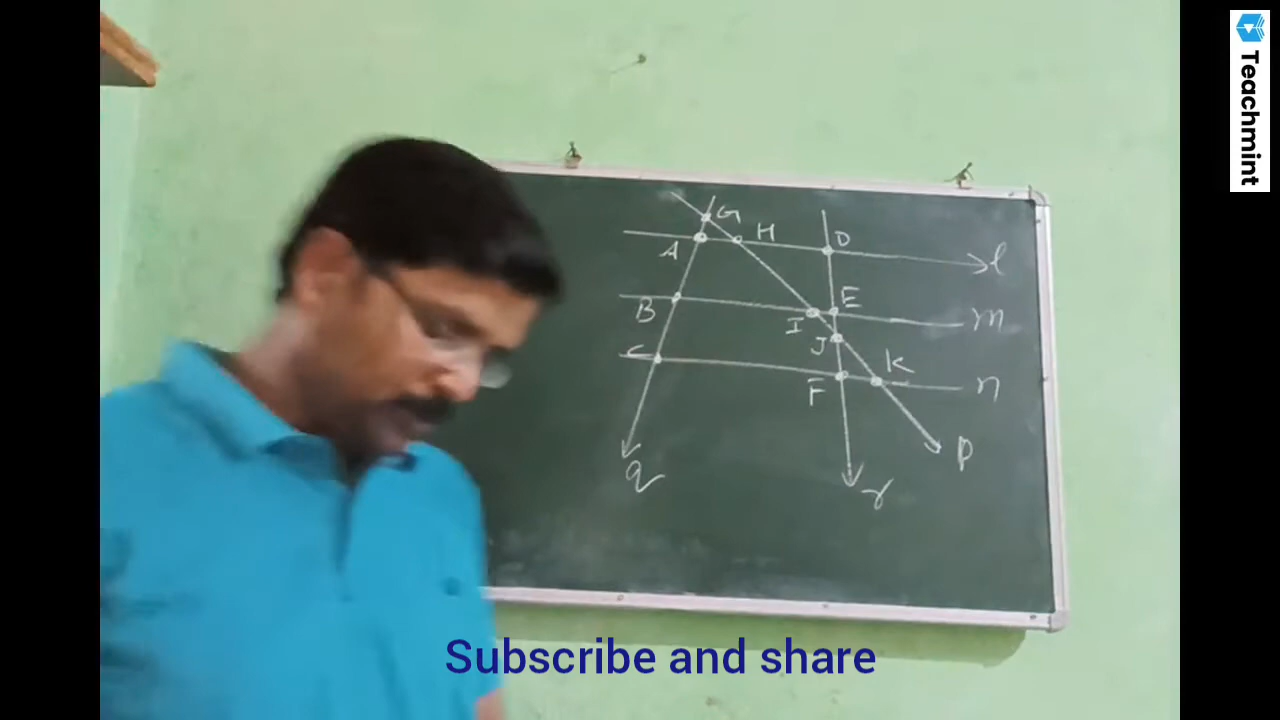 Teachmint
G
A H D l
B I E m
J
C F K n
q r p
Subscribe and share